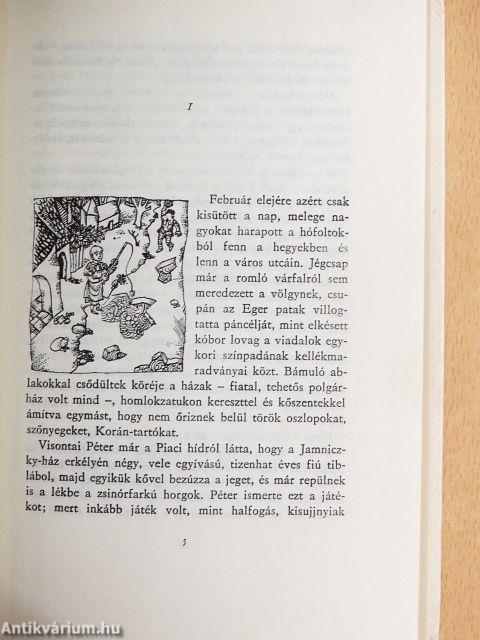 I
Február elejére azért csak
kisütött a nap, melege na-
gyokat harapott a hófoltok-
ból fenn a hegyekben és
lenn a város utcáin. Jégcsap
már a romló várfalról sem
meredezett a völgynek, csu-
pán az Eger patak villog-
tatta páncélját, mint elkésett
kóbor lovag a viadalok egy-
kori színpadának kellékma-
radványai közt. Bámuló ab-
lakokkal csődültek köréje a házak – fiatal, tehetős polgár-
ház volt mind –, homlokzatukon kereszttel és kőszentekkel
ámítva egymást, hogy nem őriznek belül török oszlopokat,
szőnyegeket, Korán-tartókat.
Visontai Péter már a Piaci hídról látta, hogy a Jamnicz-
ky-ház erkélyén négy, vele egyívású, tizenhat éves fiú tib-
lábol, majd egyikük kővel bezúzza a jeget, és már repülnek
is a lékbe a zsinórfarkú horgok. Péter ismerte ezt a játé-
kot; mert inkább játék volt, mint halfogás, kisujjnyiak
5
Antikvárium.hu